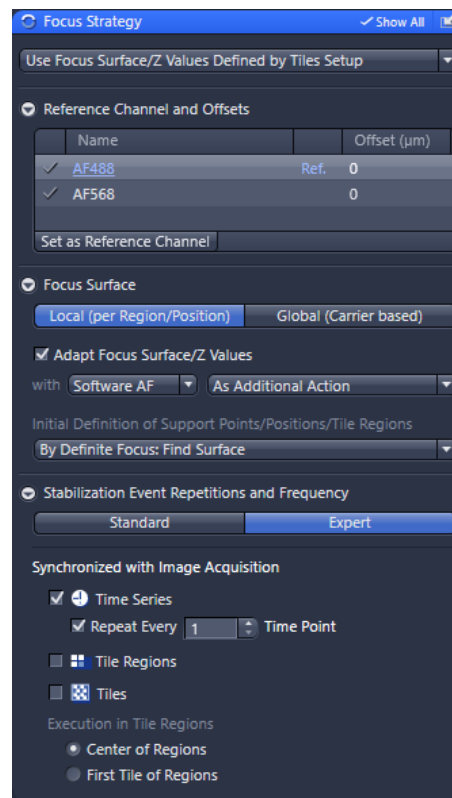 Focus Strategy ✓ Show All
Use Focus Surface/Z Values Defined by Tiles Setup
Reference Channel and Offsets
Name Offset (µm)
AF488 Ref. 0
AF568 0
Set as Reference Channel
Focus Surface
Local (per Region/Position) Global (Carrier based)
Adapt Focus Surface/Z Values
with Software AF As Additional Action
Initial Definition of Support Points/Positions/Tile Regions
By Definite Focus: Find Surface
Stabilization Event Repetitions and Frequency
Standard Expert
Synchronized with Image Acquisition
Time Series
Repeat Every 1 Time Point
Tile Regions
Tiles
Execution in Tile Regions
Center of Regions
First Tile of Regions